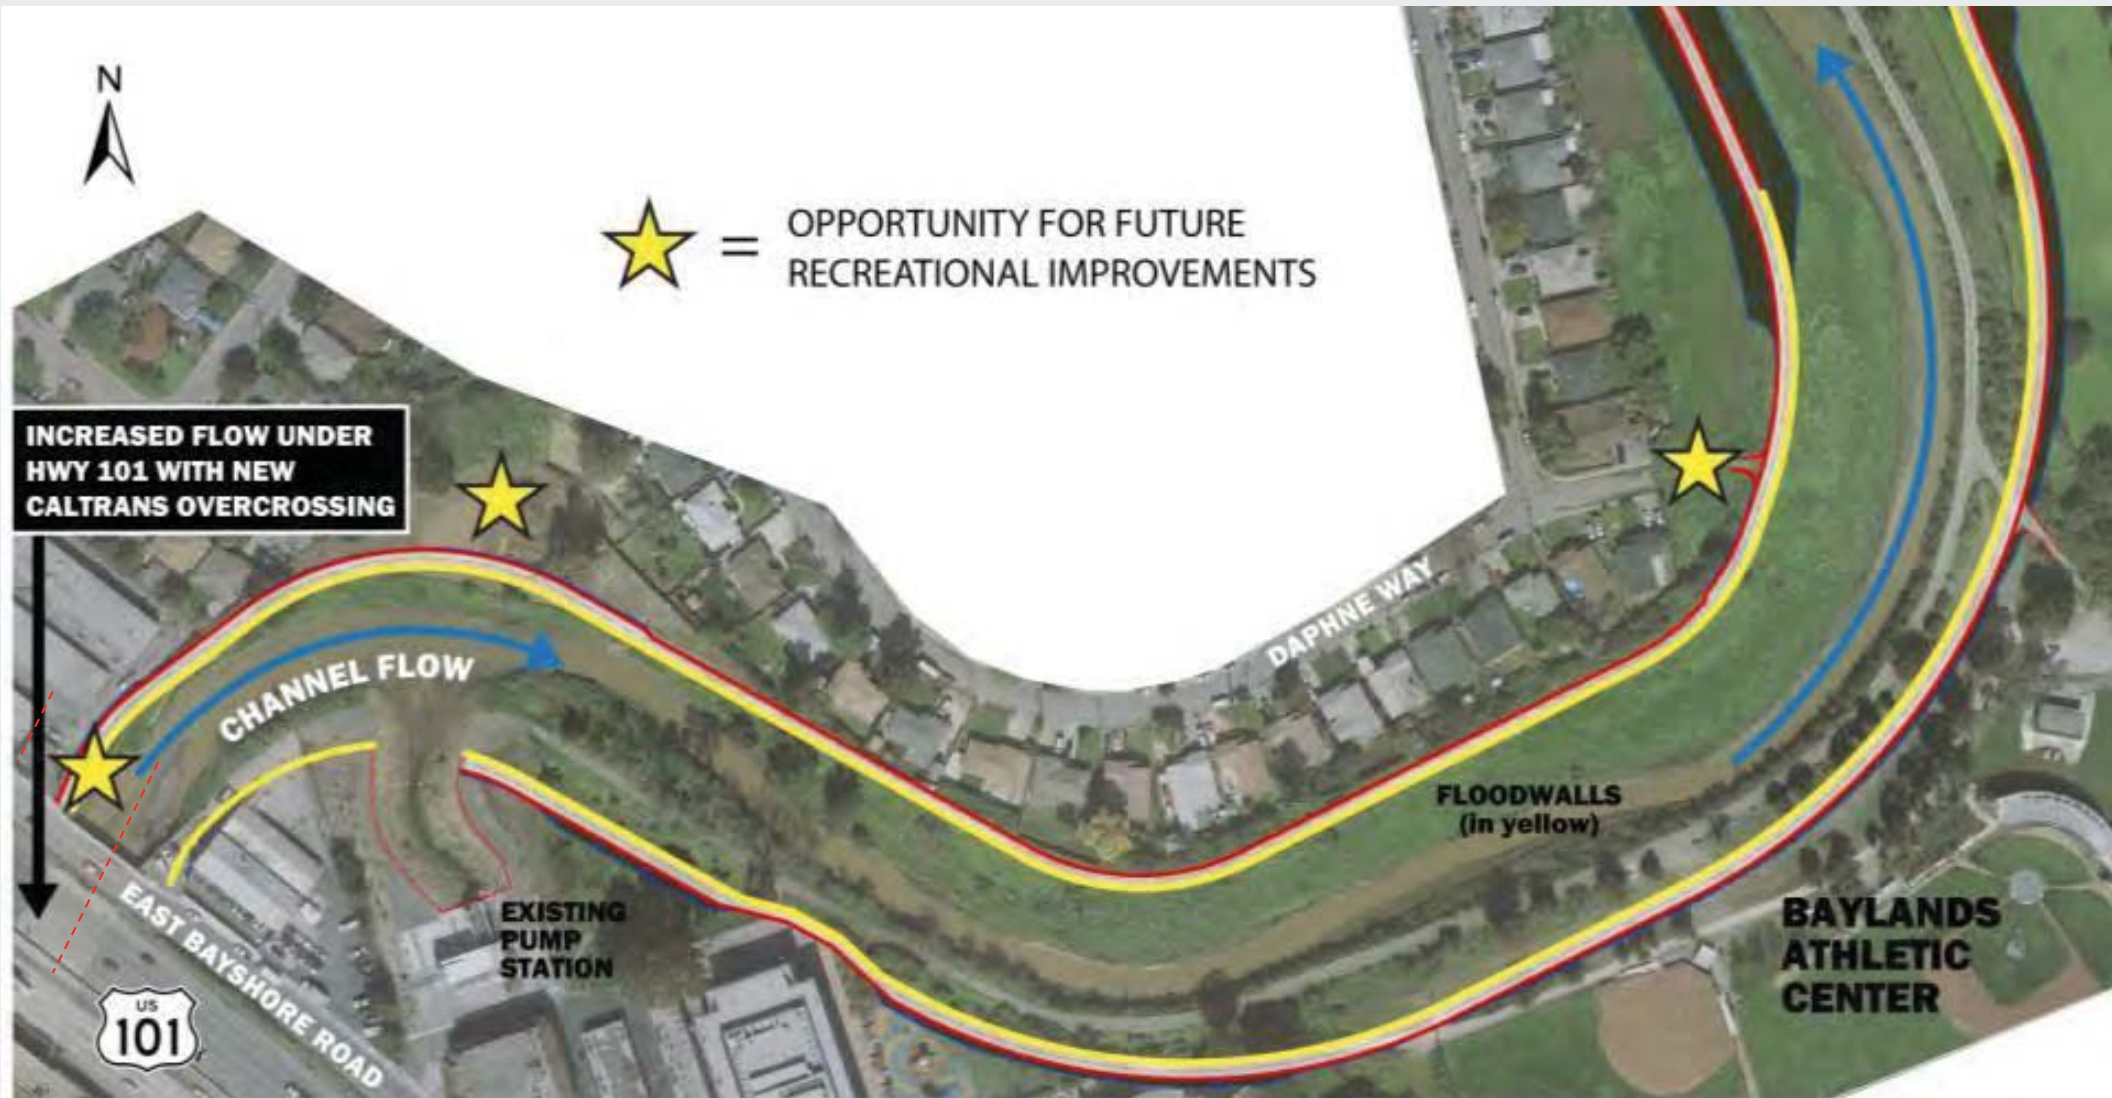 N
= OPPORTUNITY FOR FUTURE
RECREATIONAL IMPROVEMENTS
INCREASED FLOW UNDER
HWY 101 WITH NEW
CALTRANS OVERCROSSING
CHANNEL FLOW
DAPHNE WAY
FLOODWALLS
(in yellow)
EXISTING
PUMP
STATION
EAST BAYSHORE ROAD
US
101
BAYLANDS
ATHLETIC
CENTER